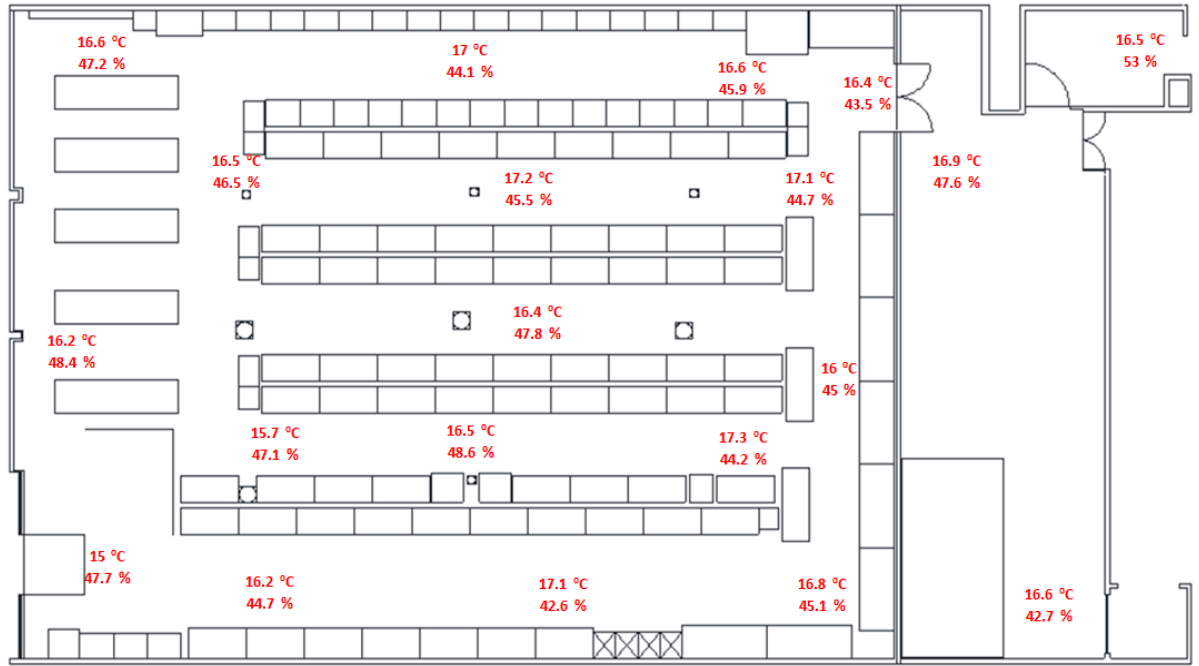 16.6 °C
47.2 %
17 °C
44.1 %
16.6 °C
45.9 %
16.4 °C
43.5 %
16.5 °C
53 %
16.5 °C
46.5 %
17.2 °C
45.5 %
17.1 °C
44.7 %
16.9 °C
47.6 %
16.2 °C
48.4 %
16.4 °C
47.8 %
16 °C
45 %
15.7 °C
47.1 %
16.5 °C
48.6 %
17.3 °C
44.2 %
15 °C
47.7 %
16.2 °C
44.7 %
17.1 °C
42.6 %
16.8 °C
45.1 %
16.6 °C
42.7 %